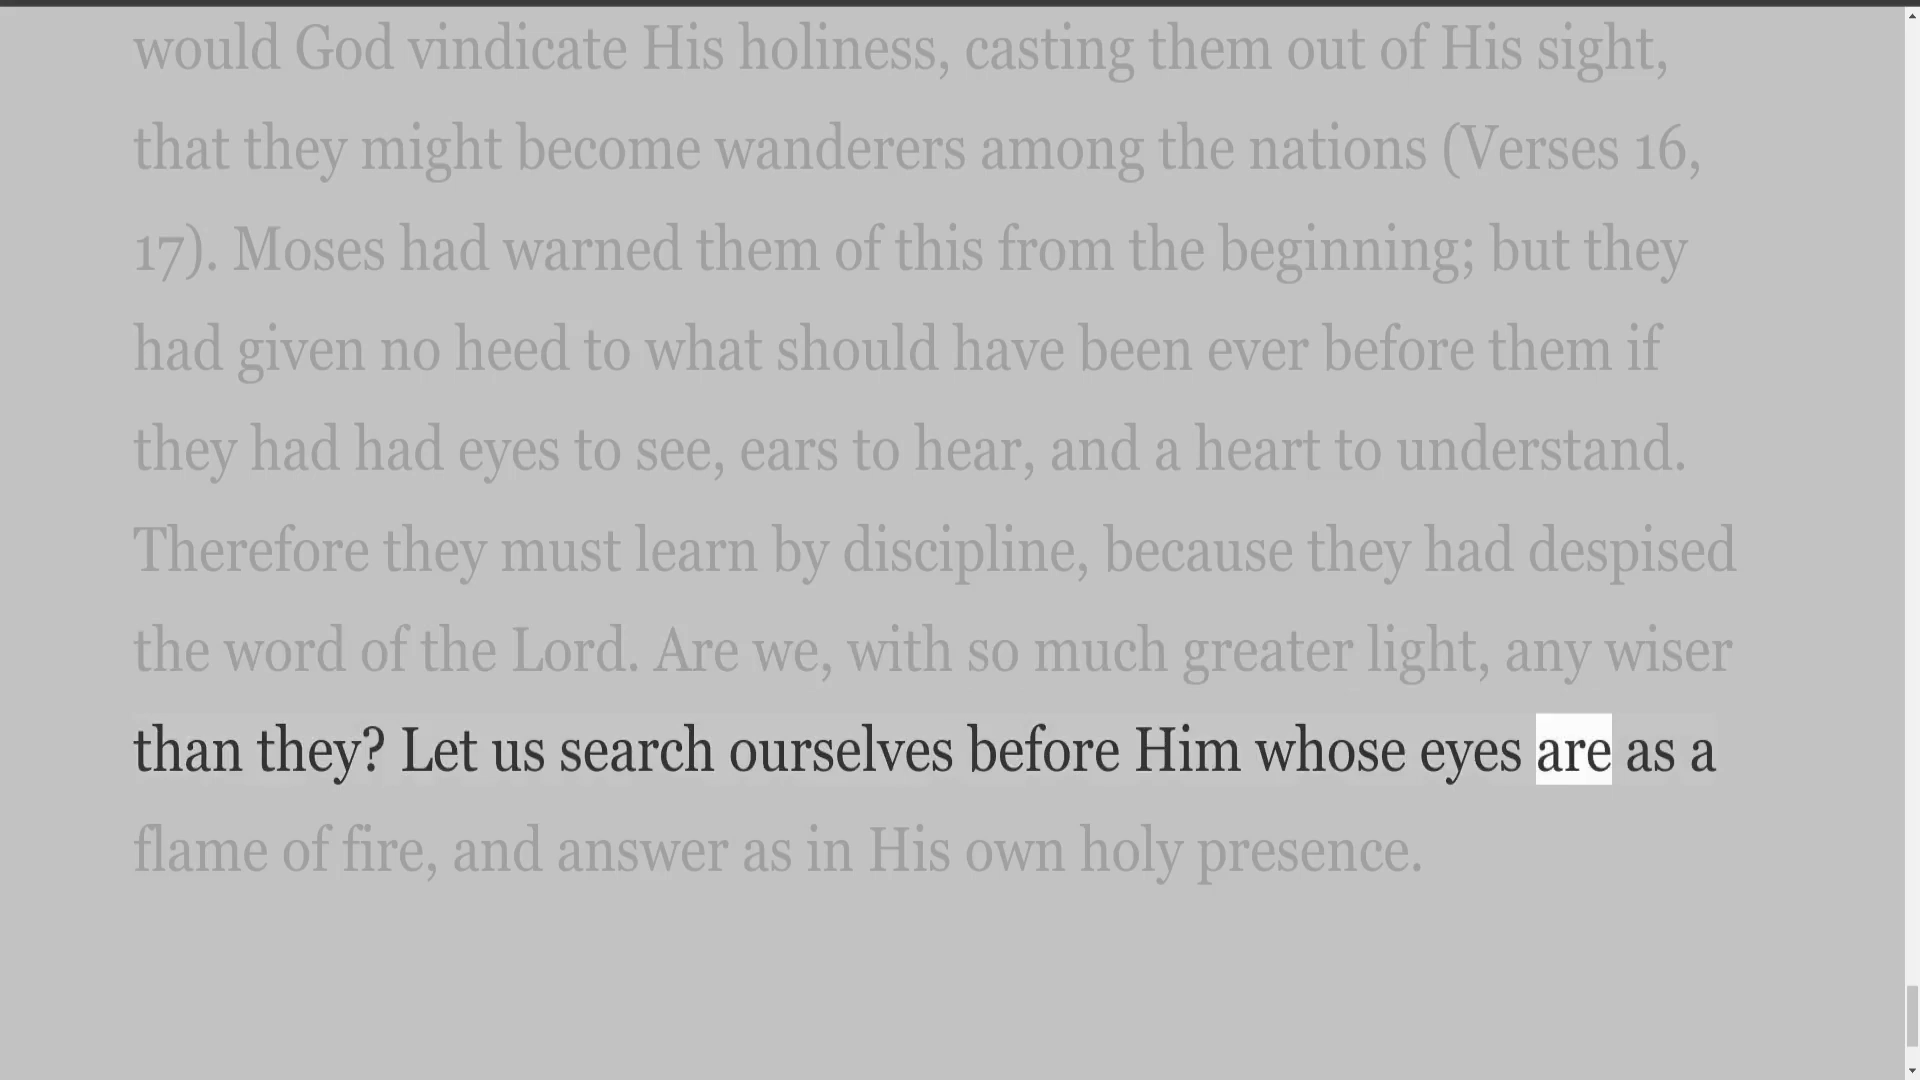 would God vindicate His holiness, casting them out of His sight,
that they might become wanderers among the nations (Verses 16,
17). Moses had warned them of this from the beginning; but they
had given no heed to what should have been ever before them if
they had had eyes to see, ears to hear, and a heart to understand.
Therefore they must learn by discipline, because they had despised
the word of the Lord. Are we, with so much greater light, any wiser
than they? Let us search ourselves before Him whose eyes are as a
flame of fire, and answer as in His own holy presence.